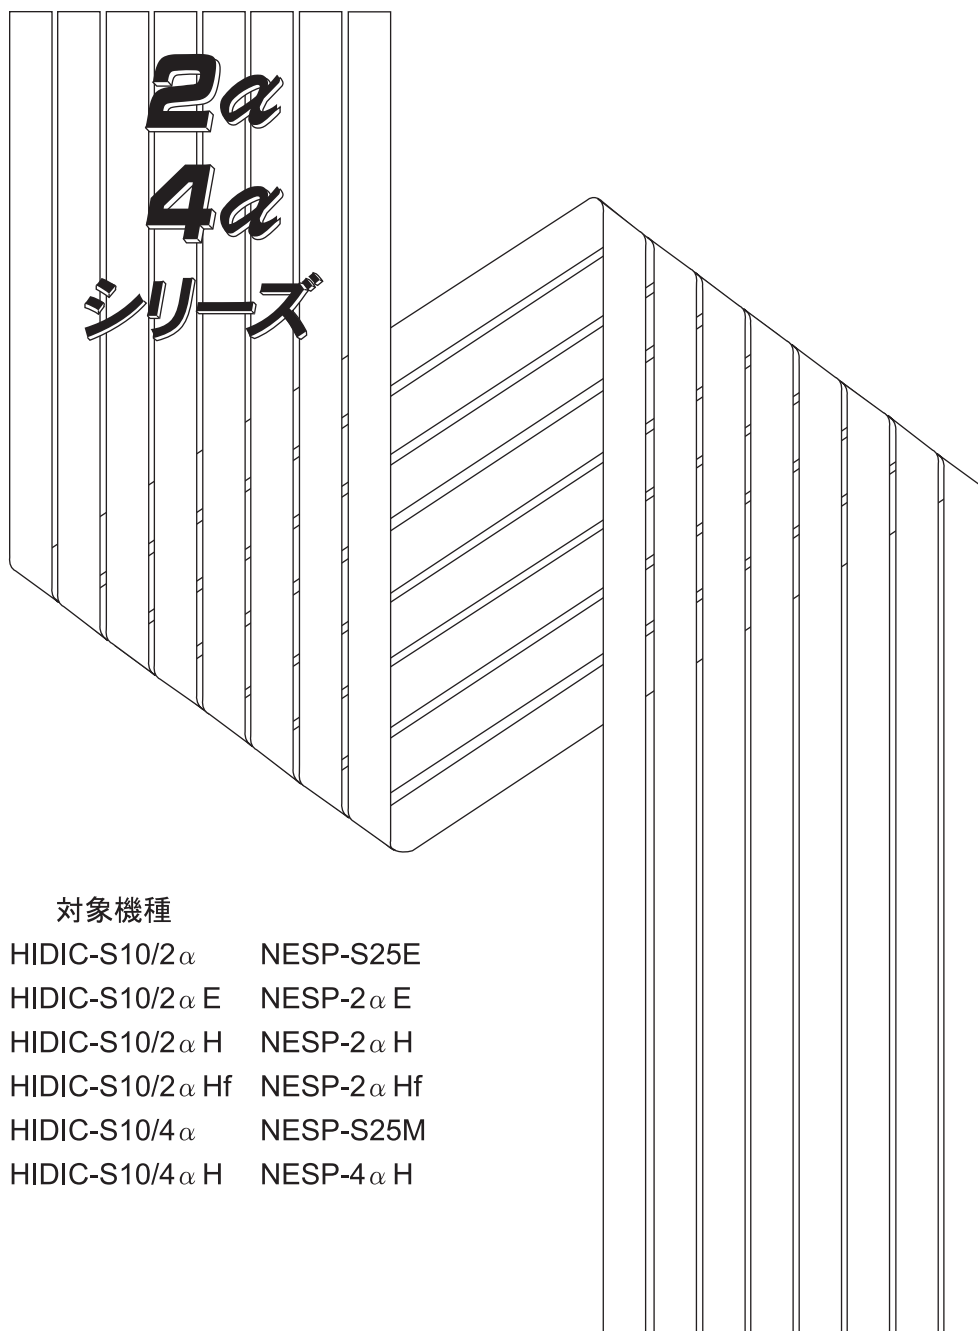 2α
4α
シリーズ
対象機種
HIDIC-S10/2α NESP-S25E
HIDIC-S10/2αE NESP-2αE
HIDIC-S10/2αH NESP-2αH
HIDIC-S10/2αHf NESP-2αHf
HIDIC-S10/4α NESP-S25M
HIDIC-S10/4αH NESP-4αH